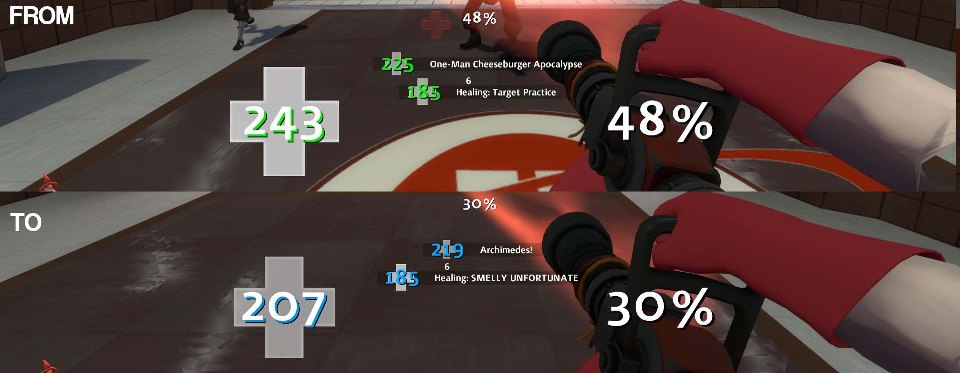 FROM
48%
225 One-Man Cheeseburger Apocalypse
6
185 Healing: Target Practice
243 48%
TO
30%
219 Archimedes!
6
185 Healing: SMELLY UNFORTUNATE
207 30%